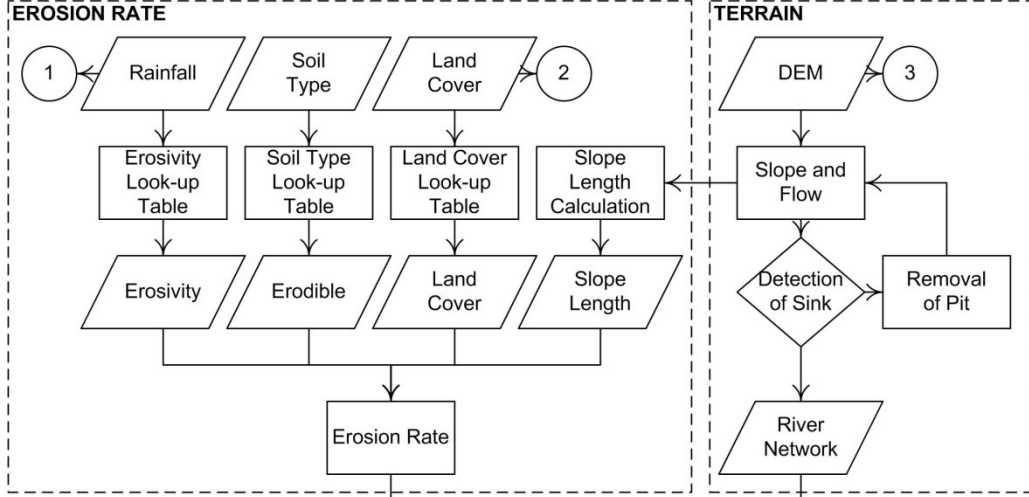 EROSION RATE
TERRAIN
1
Rainfall
Soil
Type
Land
Cover
2
DEM
3
Erosivity
Look-up
Table
Soil Type
Look-up
Table
Land Cover
Look-up
Table
Slope
Length
Calculation
Slope and
Flow
Erosivity
Erodible
Land
Cover
Slope
Length
Detection
of Sink
Removal
of Pit
Erosion Rate
River
Network